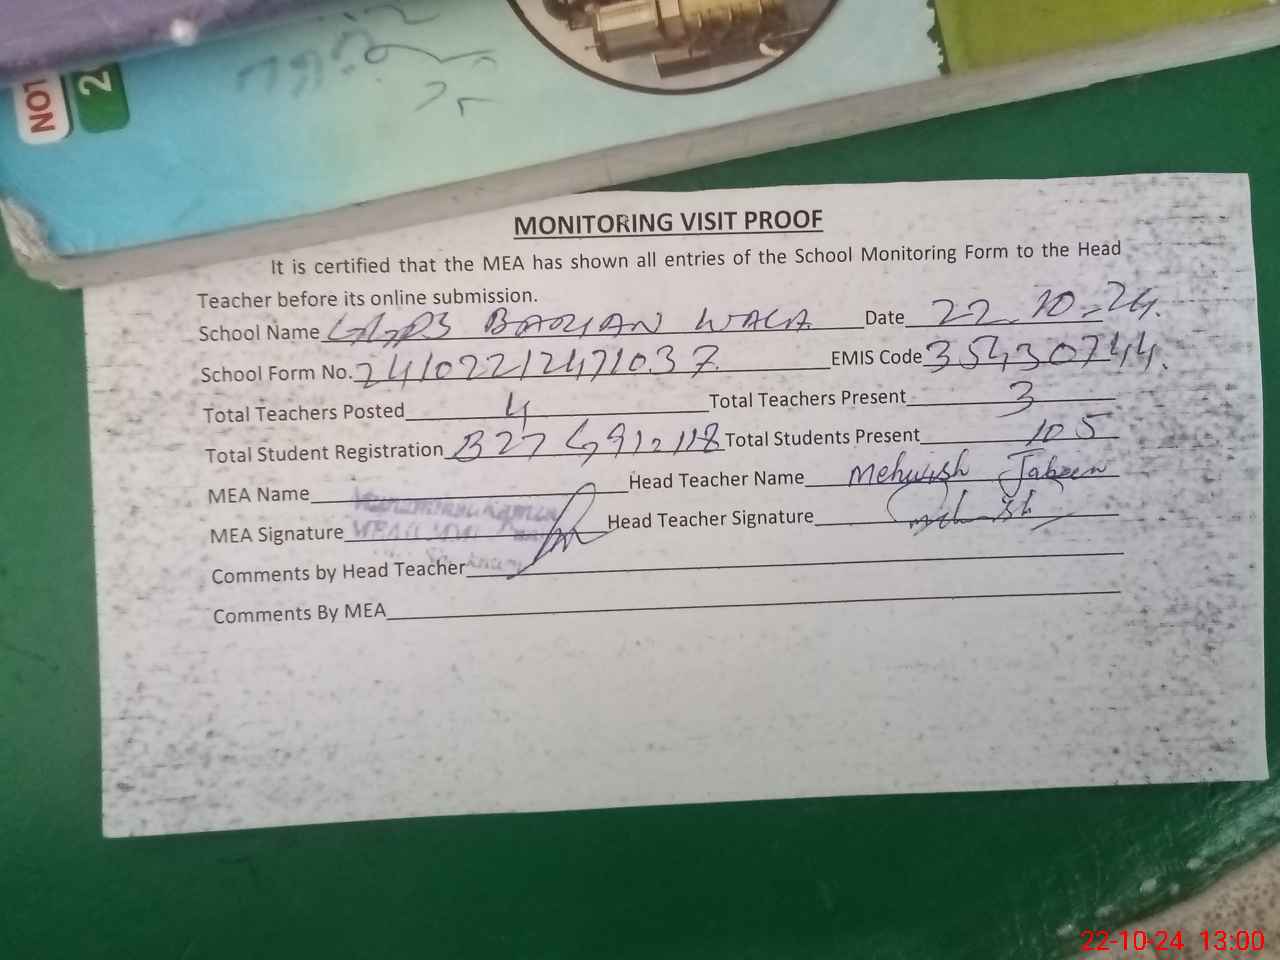 NOT
2
MONITORING VISIT PROOF
It is certified that the MEA has shown all entries of the School Monitoring Form to the Head
Teacher before its online submission.
School Name GGPS BAOYAN WALA Date 22.10.24.
School Form No. 24102212471037 EMIS Code 35430744.
Total Teachers Posted 4 Total Teachers Present 3
Total Student Registration B27 G91=118 Total Students Present 105
MEA Name Head Teacher Name Mehwish Jabeen
MEA Signature Head Teacher Signature
Comments by Head Teacher
Comments By MEA
22-10-24 13:00